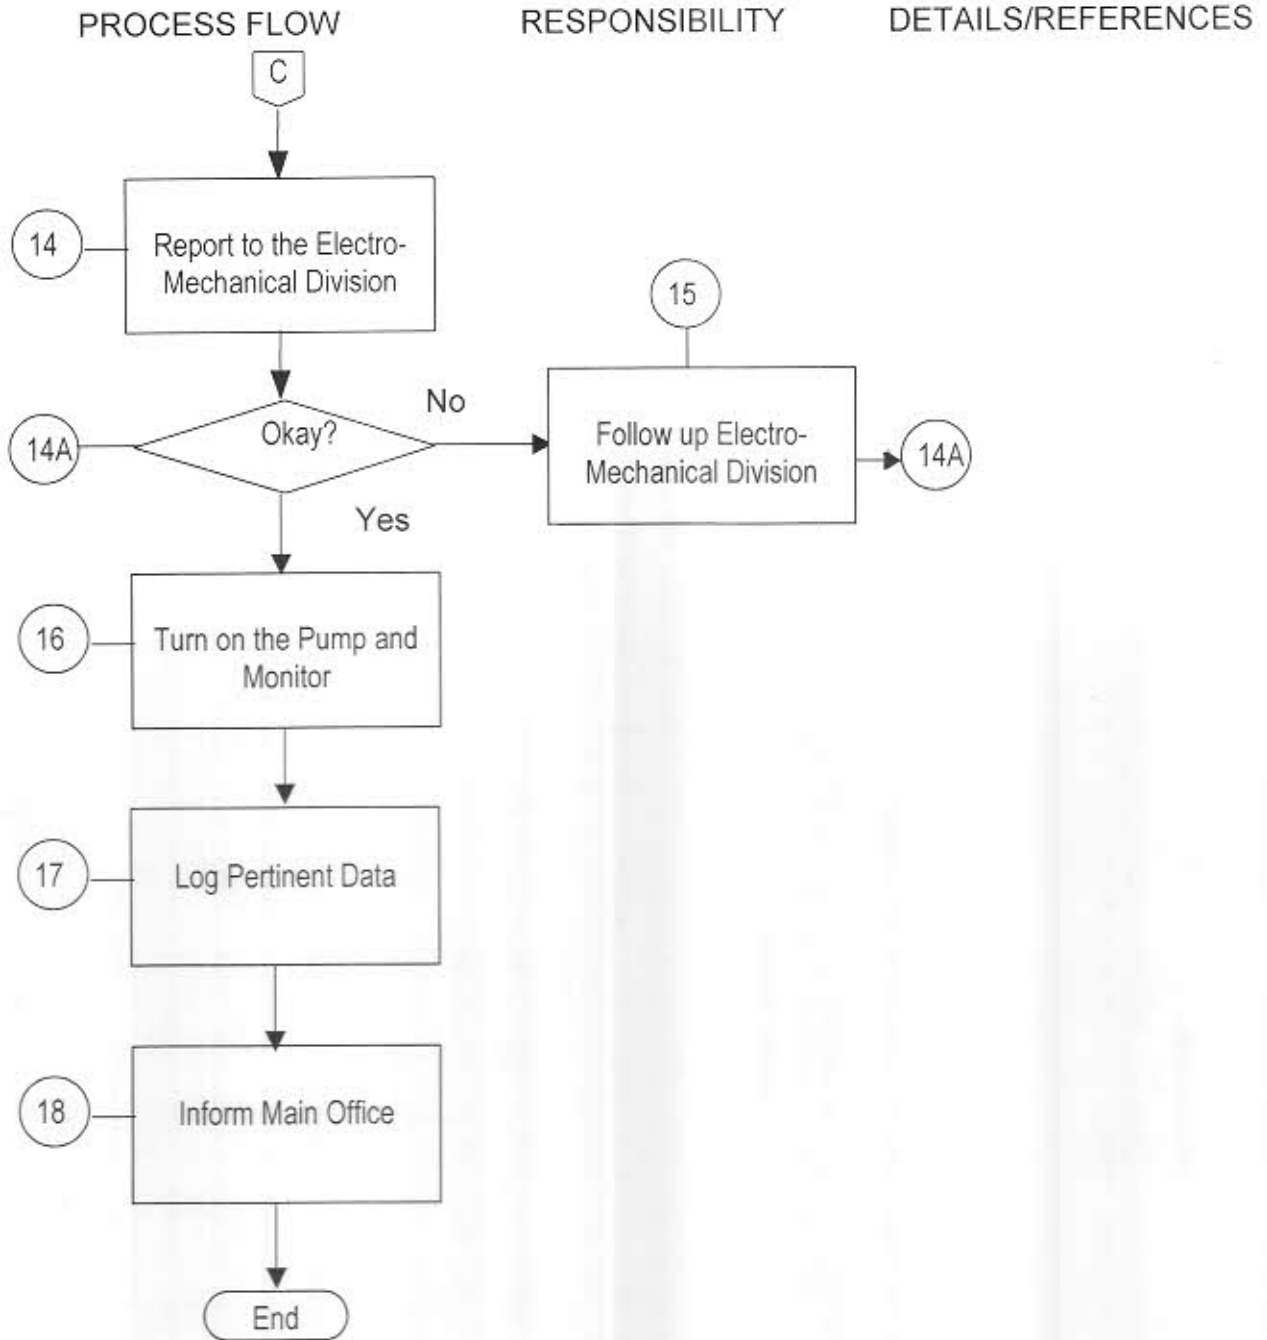 PROCESS FLOW
RESPONSIBILITY
DETAILS/REFERENCES
C
14
Report to the Electro-
Mechanical Division
15
14A
Okay?
No
Follow up Electro-
Mechanical Division
14A
Yes
16
Turn on the Pump and
Monitor
17
Log Pertinent Data
18
Inform Main Office
End